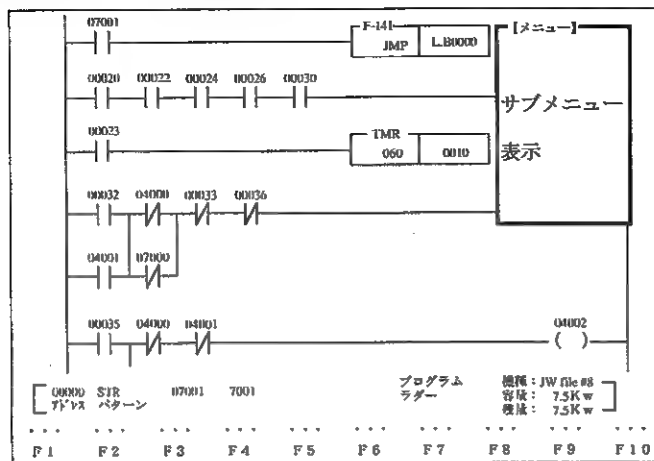 07001
F-141
JMP LB0000
【メニュー】
00020 00022 00024 00026 00030
サブメニュー
00023
TMR
060 0010
表示
00032 04000 00033 00036
04001 07000
00035 04000 04001 04002
00000 STR 07001 7001
アドレス パターン
プログラム
ラダー
機種：JW file #8
容量： 7.5K w
残量： 7.5K w
F1 F2 F3 F4 F5 F6 F7 F8 F9 F10